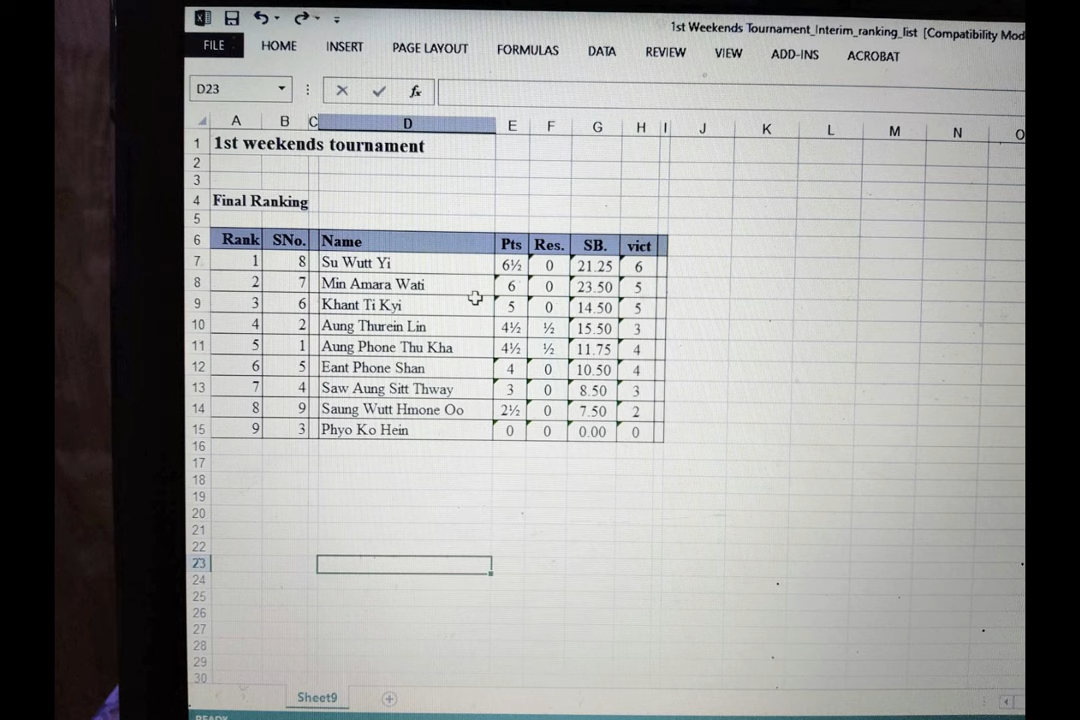 1st Weekends Tournament_Interim_ranking_list [Compatibility Mod
FILE HOME INSERT PAGE LAYOUT FORMULAS DATA REVIEW VIEW ADD-INS ACROBAT
D23 fx
A B C D E F G H I J K L M N O
1 1st weekends tournament
2
3
4 Final Ranking
5
6 Rank SNo. Name Pts Res. SB. vict
7 1 8 Su Wutt Yi 6½ 0 21.25 6
8 2 7 Min Amara Wati 6 0 23.50 5
9 3 6 Khant Ti Kyi 5 0 14.50 5
10 4 2 Aung Thurein Lin 4½ ½ 15.50 3
11 5 1 Aung Phone Thu Kha 4½ ½ 11.75 4
12 6 5 Eant Phone Shan 4 0 10.50 4
13 7 4 Saw Aung Sitt Thway 3 0 8.50 3
14 8 9 Saung Wutt Hmone Oo 2½ 0 7.50 2
15 9 3 Phyo Ko Hein 0 0 0.00 0
16
17
18
19
20
21
22
23
24
25
26
27
28
29
30
Sheet9
READY